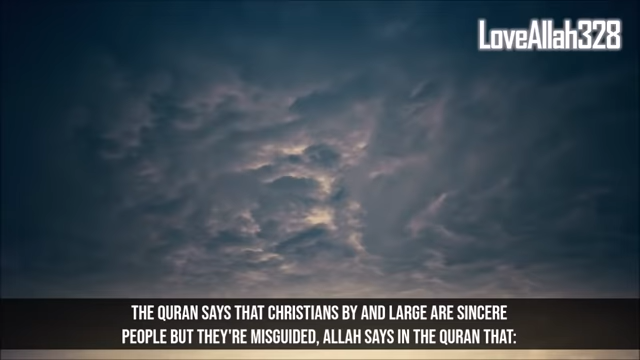 LoveAllah328
THE QURAN SAYS THAT CHRISTIANS BY AND LARGE ARE SINCERE
PEOPLE BUT THEY'RE MISGUIDED, ALLAH SAYS IN THE QURAN THAT: